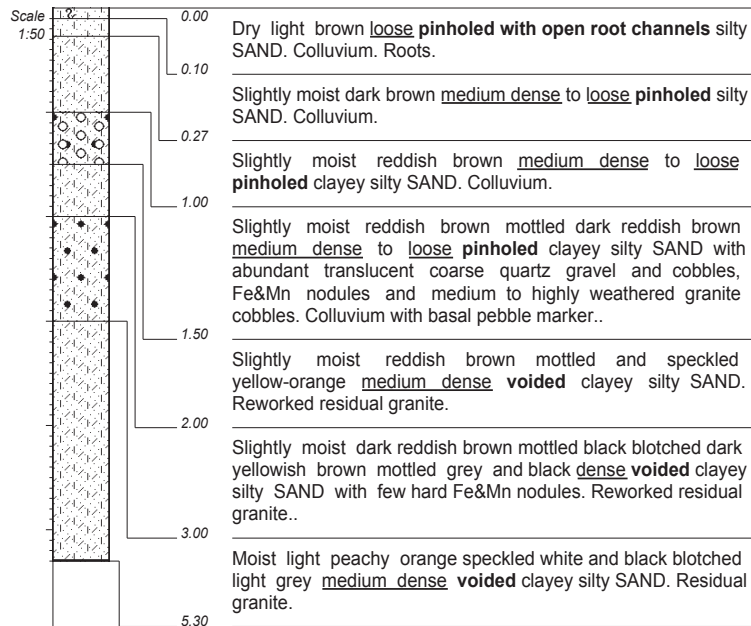 Scale
1:50
0.00
Dry light brown loose pinholed with open root channels silty
SAND. Colluvium. Roots.
0.10
Slightly moist dark brown medium dense to loose pinholed silty
SAND. Colluvium.
0.27
Slightly moist reddish brown medium dense to loose
pinholed clayey silty SAND. Colluvium.
1.00
Slightly moist reddish brown mottled dark reddish brown
medium dense to loose pinholed clayey silty SAND with
abundant translucent coarse quartz gravel and cobbles,
Fe&Mn nodules and medium to highly weathered granite
cobbles. Colluvium with basal pebble marker..
1.50
Slightly moist reddish brown mottled and speckled
yellow-orange medium dense voided clayey silty SAND.
Reworked residual granite.
2.00
Slightly moist dark reddish brown mottled black blotched dark
yellowish brown mottled grey and black dense voided clayey
silty SAND with few hard Fe&Mn nodules. Reworked residual
granite..
3.00
Moist light peachy orange speckled white and black blotched
light grey medium dense voided clayey silty SAND. Residual
granite.
5.30